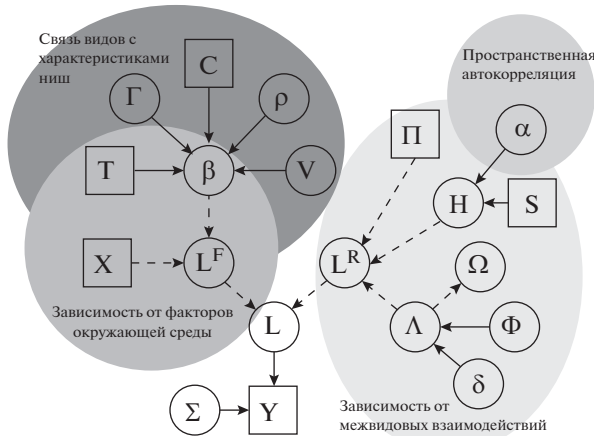 Связь видов с
характеристиками
ниш
Пространственная
автокорреляция
C
Γ
ρ
Π
α
T
β
V
H
S
X
L^F
L^R
Ω
Зависимость от факторов
окружающей среды
L
Λ
Φ
δ
Σ
Y
Зависимость от
межвидовых взаимодействий